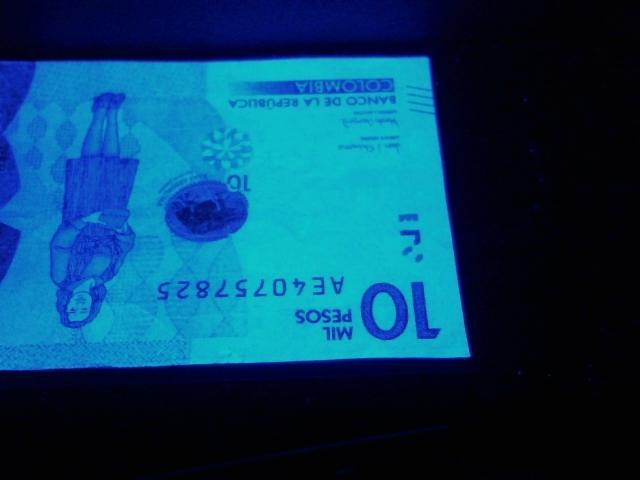 10 MIL
PESOS
AE40757825
10
BANCO DE LA REPÚBLICA
COLOMBIA